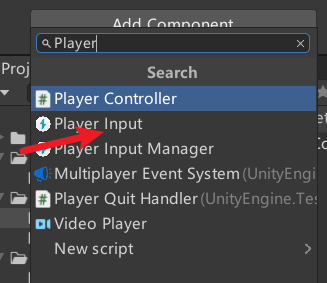 Add Component
Player
Search
Player Controller
Player Input
Player Input Manager
Multiplayer Event System (UnityEngi
Player Quit Handler (UnityEngine.Tes
Video Player
New script